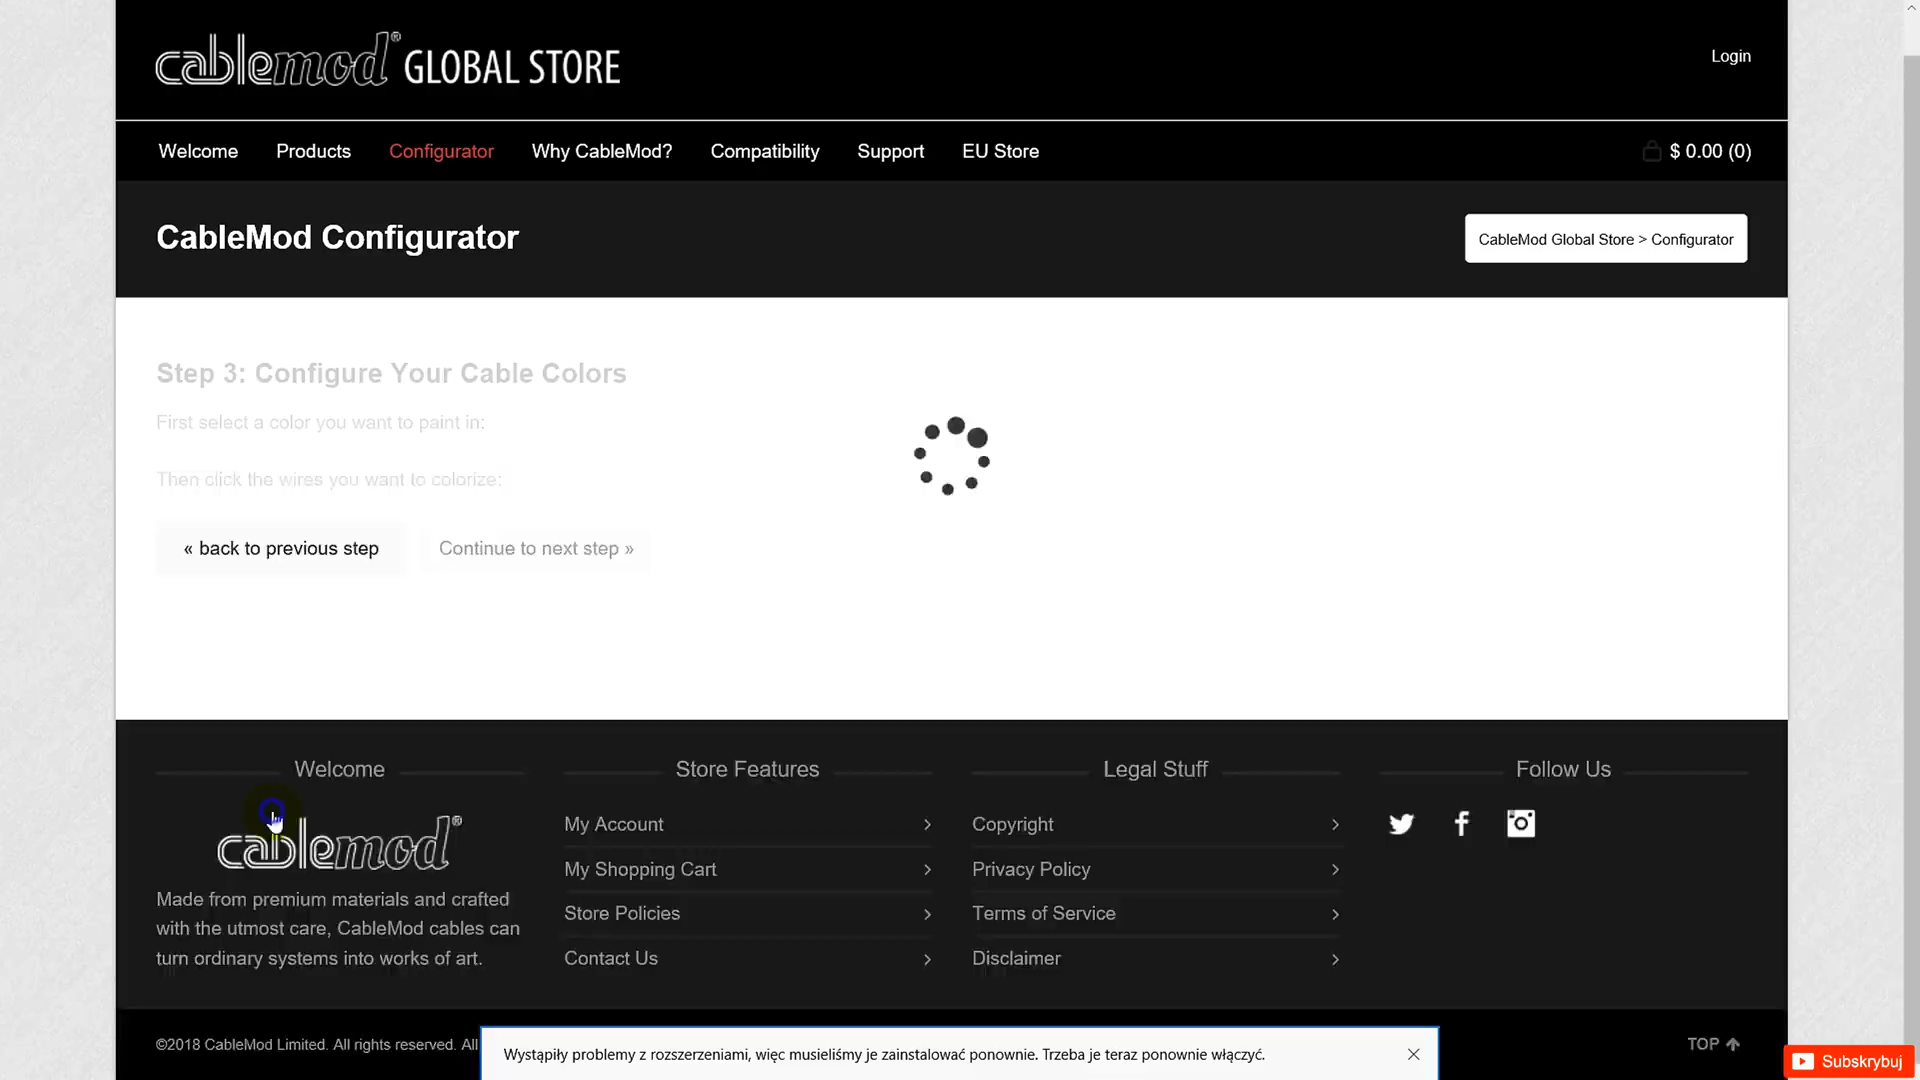 cablemod® GLOBAL STORE
Login
Welcome Products Configurator Why CableMod? Compatibility Support EU Store $ 0.00 (0)
CableMod Configurator
CableMod Global Store > Configurator
Step 3: Configure Your Cable Colors
First select a color you want to paint in:
Then click the wires you want to colorize:
« back to previous step Continue to next step »
Welcome
cablemod®
Made from premium materials and crafted
with the utmost care, CableMod cables can
turn ordinary systems into works of art.
Store Features
My Account
My Shopping Cart
Store Policies
Contact Us
Legal Stuff
Copyright
Privacy Policy
Terms of Service
Disclaimer
Follow Us
©2018 CableMod Limited. All rights reserved. All
Wystąpiły problemy z rozszerzeniami, więc musieliśmy je zainstalować ponownie. Trzeba je teraz ponownie włączyć.
TOP
Subskrybuj